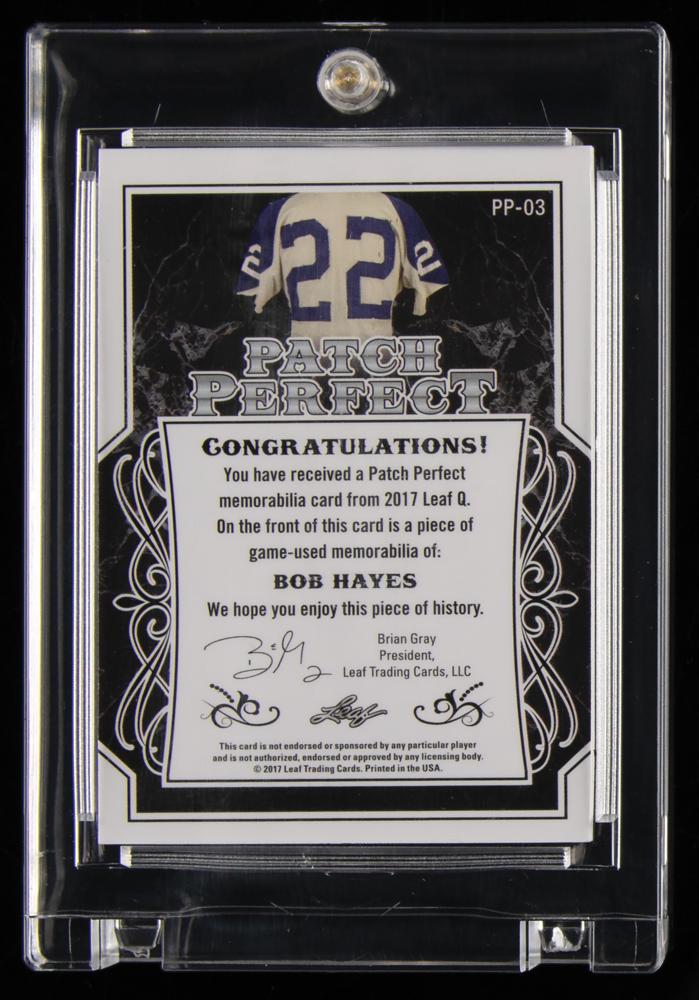 PP-03
2 22 2
PATCH
PERFECT
CONGRATULATIONS!
You have received a Patch Perfect
memorabilia card from 2017 Leaf Q.
On the front of this card is a piece of
game-used memorabilia of:
BOB HAYES
We hope you enjoy this piece of history.
Brian Gray
President,
Leaf Trading Cards, LLC
Leaf
This card is not endorsed or sponsored by any particular player
and is not authorized, endorsed or approved by any licensing body.
© 2017 Leaf Trading Cards. Printed in the USA.